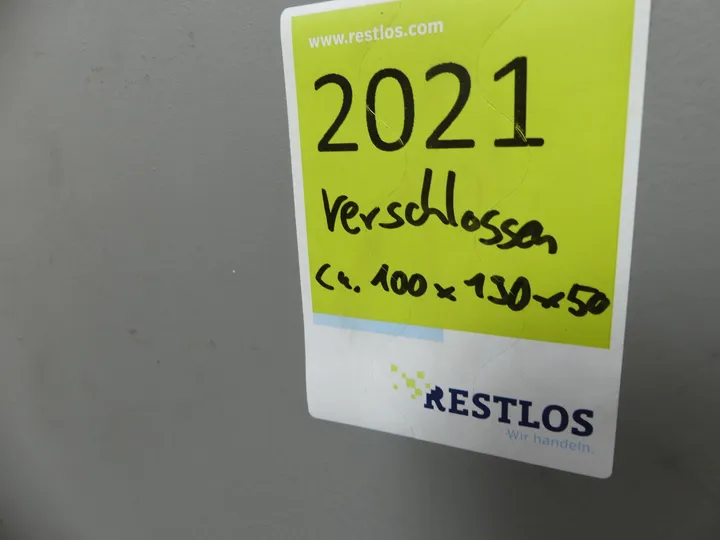 www.restlos.com
2021
verschlossen
ca. 100 x 130 x 50
RESTLOS
Wir handeln.